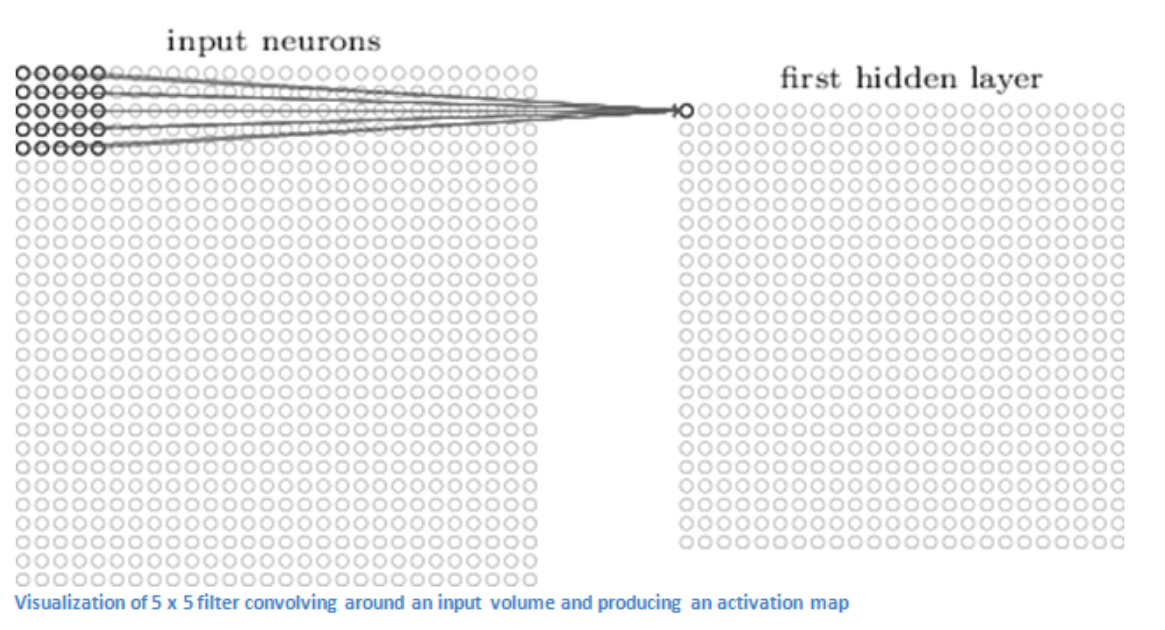 input neurons
first hidden layer
Visualization of 5 x 5 filter convolving around an input volume and producing an activation map